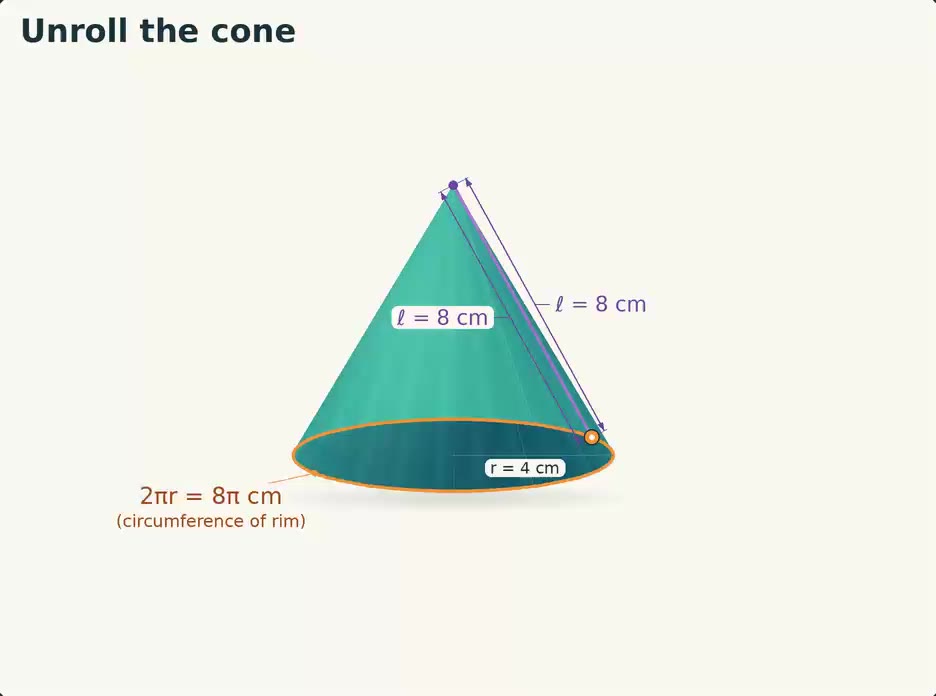 Unroll the cone
ℓ = 8 cm
ℓ = 8 cm
r = 4 cm
2πr = 8π cm
(circumference of rim)